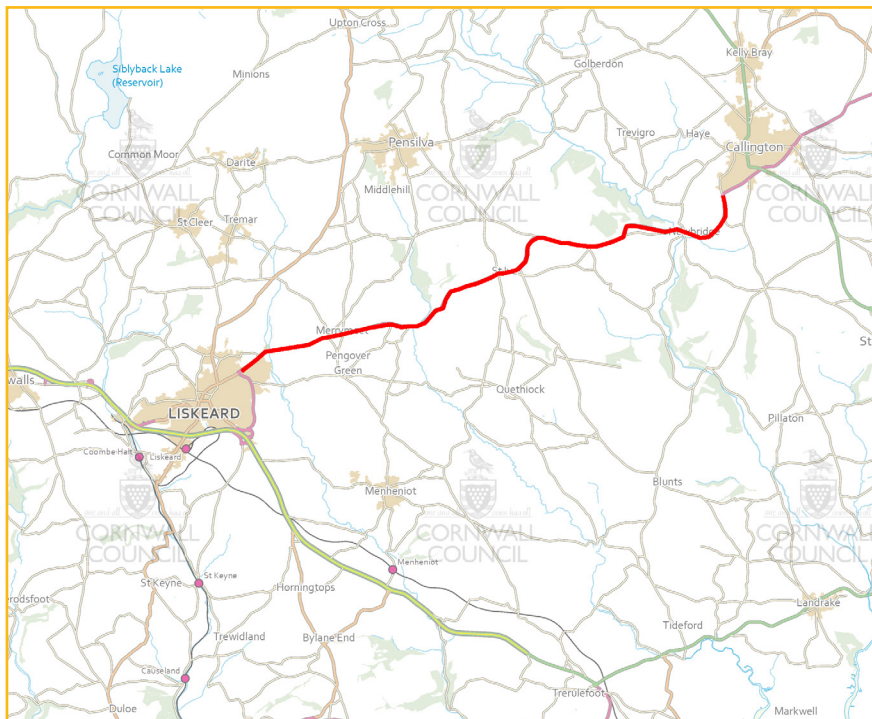 Upton Cross
Kelly Bray
Siblyback Lake
(Reservoir)
Minions
Golberdon
Trevigro
Haye
Callington
Pensilva
Common Moor
Darite
Middlehill
CORNWALL
COUNCIL
CORNWALL
COUNCIL
CORNWALL
COUNCIL
St Cleer
Tremar
Merrymeet
Pengover
Green
Quethiock
LISKEARD
Pillaton
Coombe Halt
Liskeard
Blunts
Menheniot
CORNWALL
COUNCIL
CORNWALL
COUNCIL
CORNWALL
COUNCIL
Menheniot
St Keyne
St Keyne
Horningtops
Landrake
Tideford
Trewidland
Bylane End
Causeland
Trerulefoot
Duloe
Markwell